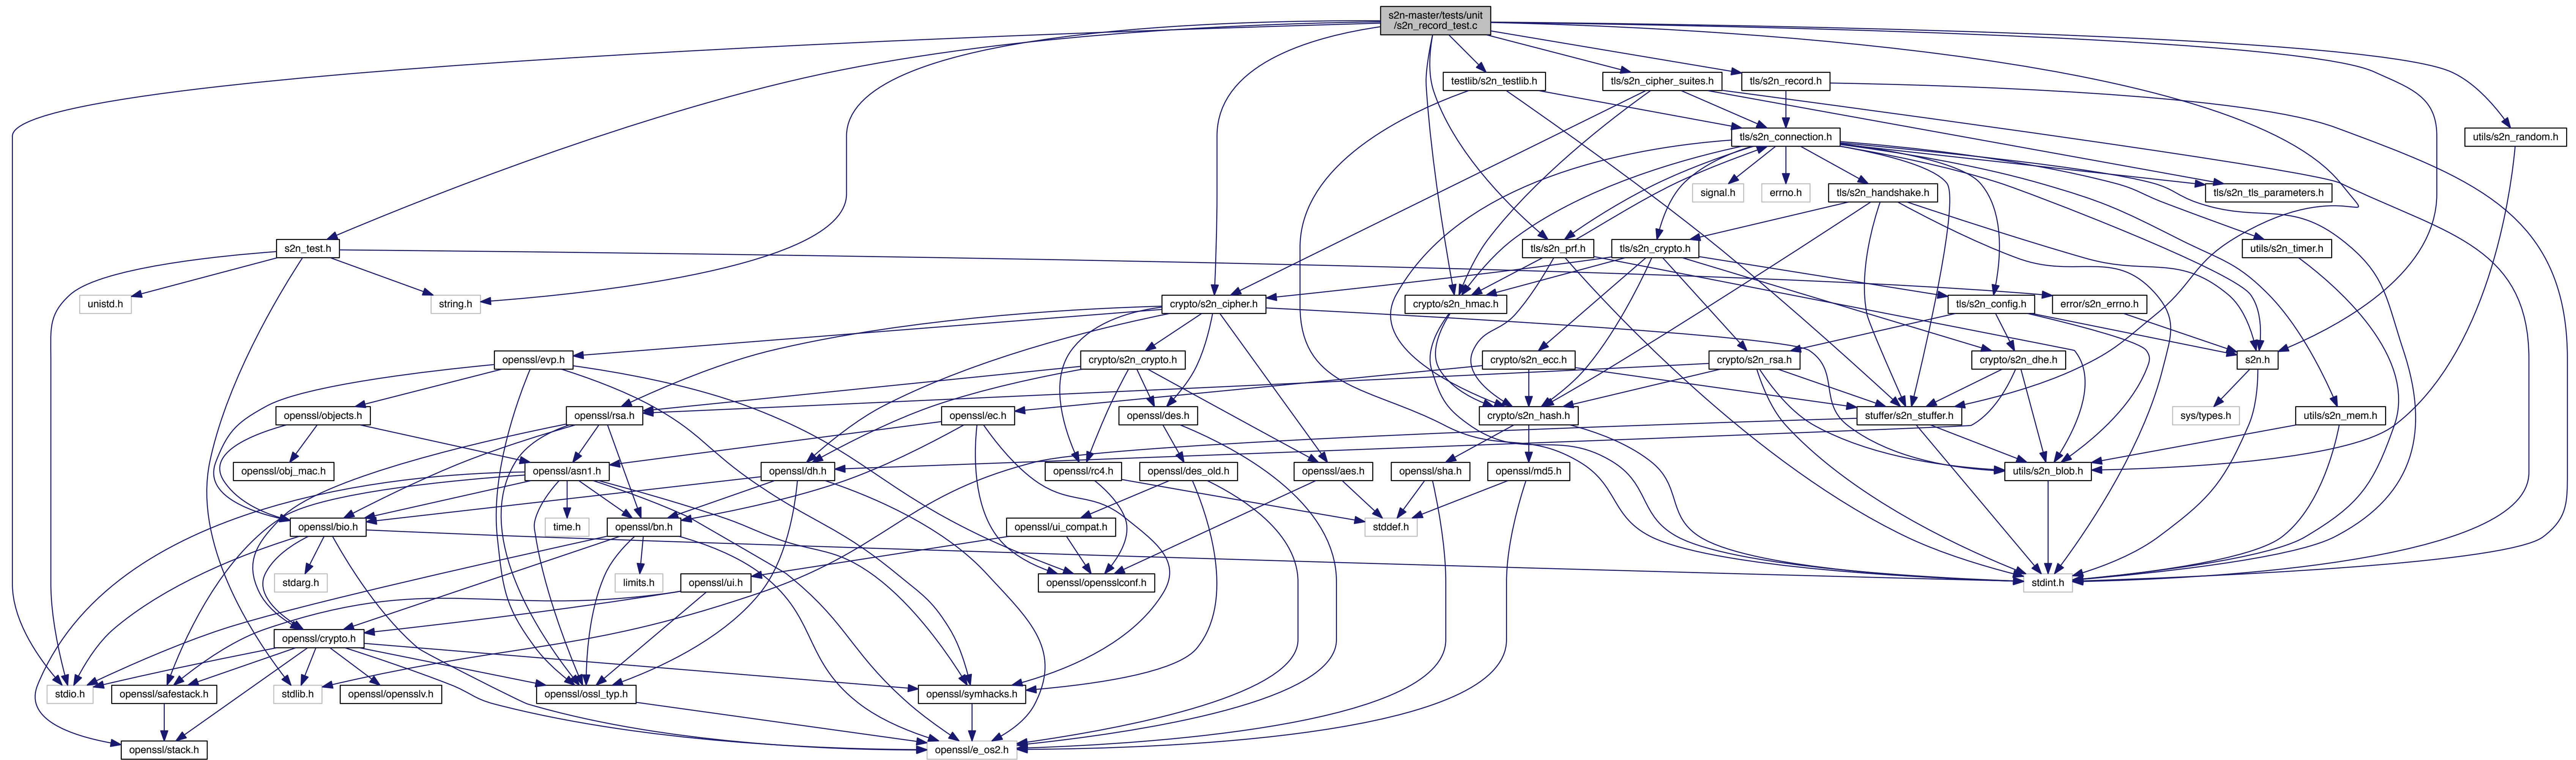 s2n-master/tests/unit
/s2n_record_test.c
testlib/s2n_testlib.h
tls/s2n_cipher_suites.h
tls/s2n_record.h
tls/s2n_connection.h
utils/s2n_random.h
signal.h
errno.h
tls/s2n_handshake.h
tls/s2n_tls_parameters.h
s2n_test.h
tls/s2n_prf.h
tls/s2n_crypto.h
utils/s2n_timer.h
unistd.h
string.h
crypto/s2n_cipher.h
crypto/s2n_hmac.h
tls/s2n_config.h
error/s2n_errno.h
openssl/evp.h
crypto/s2n_crypto.h
crypto/s2n_ecc.h
crypto/s2n_rsa.h
crypto/s2n_dhe.h
s2n.h
openssl/objects.h
openssl/rsa.h
openssl/ec.h
openssl/des.h
crypto/s2n_hash.h
stuffer/s2n_stuffer.h
sys/types.h
utils/s2n_mem.h
openssl/obj_mac.h
openssl/asn1.h
openssl/dh.h
openssl/rc4.h
openssl/des_old.h
openssl/aes.h
openssl/sha.h
openssl/md5.h
utils/s2n_blob.h
openssl/bio.h
time.h
openssl/bn.h
openssl/ui_compat.h
stddef.h
stdarg.h
limits.h
openssl/ui.h
openssl/opensslconf.h
stdint.h
openssl/crypto.h
stdio.h
openssl/safestack.h
stdlib.h
openssl/opensslv.h
openssl/ossl_typ.h
openssl/symhacks.h
openssl/stack.h
openssl/e_os2.h